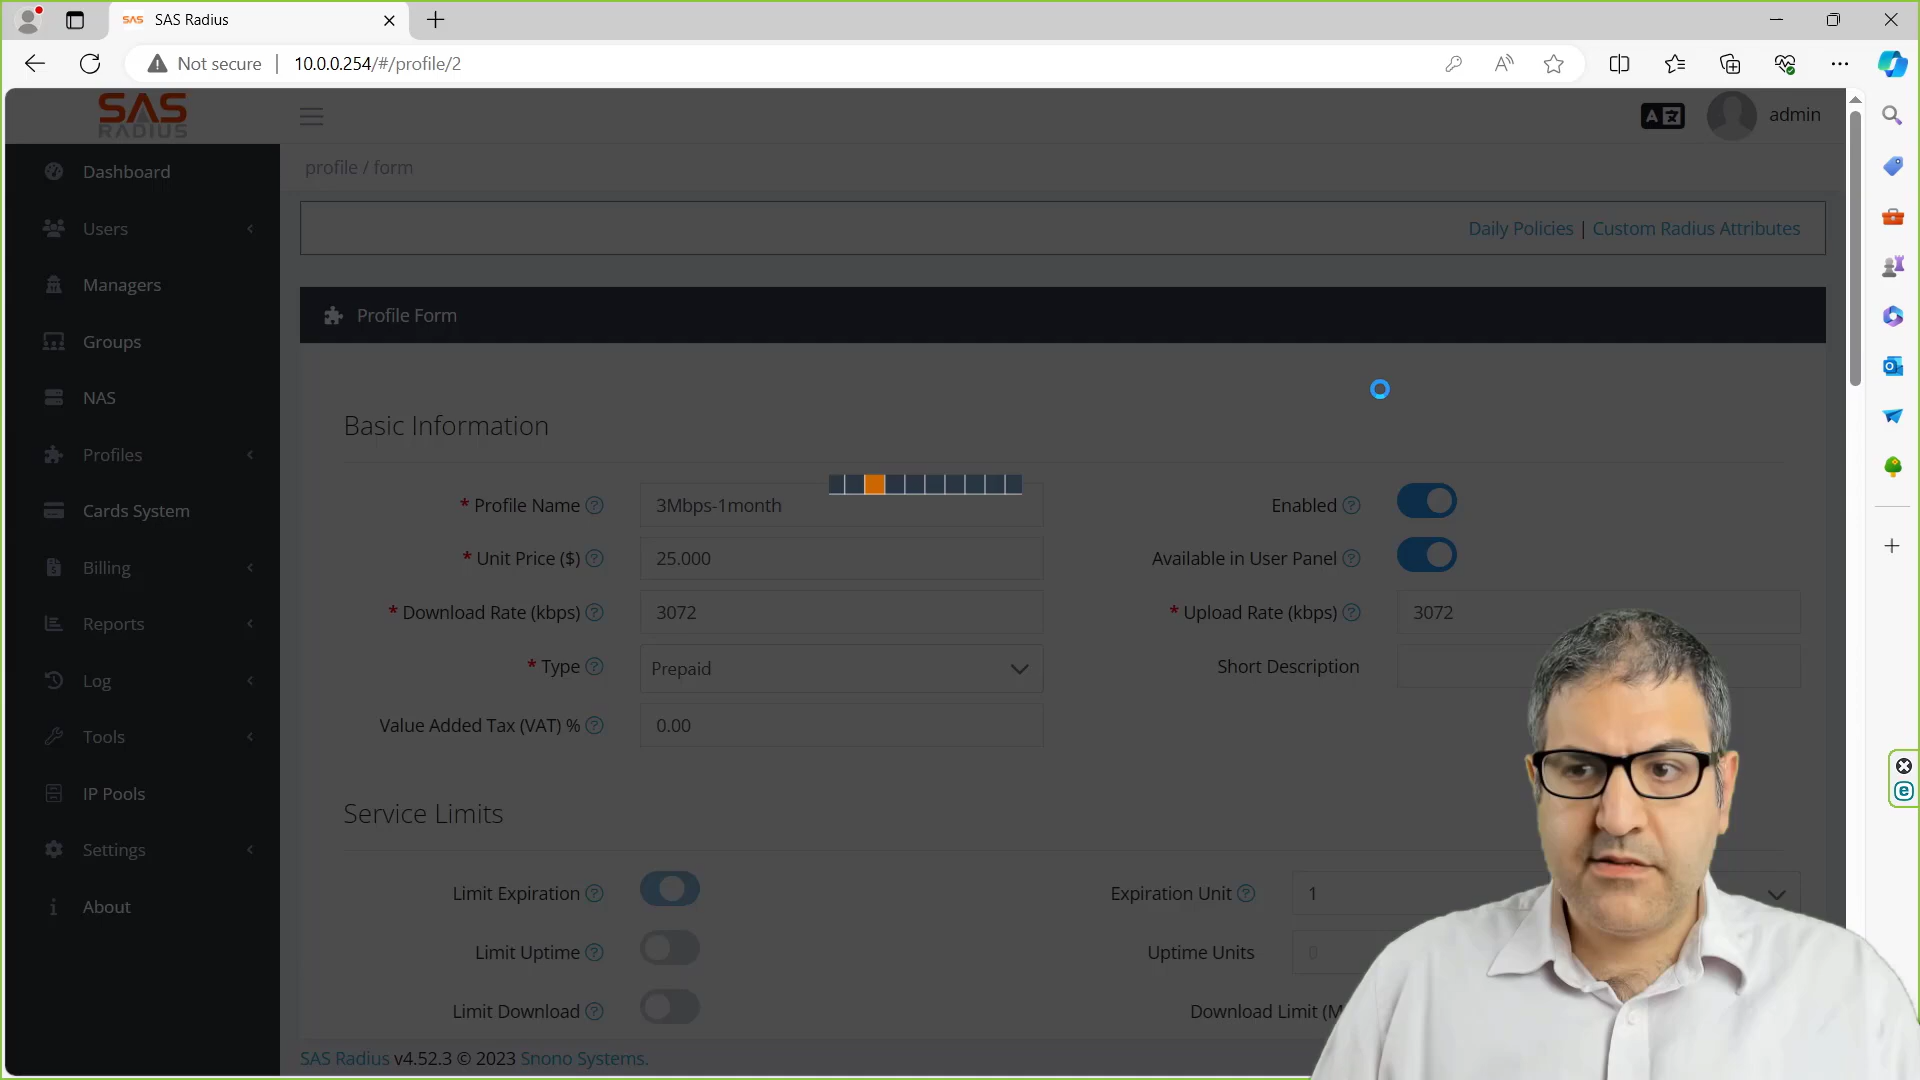 SAS Radius
Not secure
10.0.0.254/#/profile/2
SAS
RADIUS
admin
profile / form
Dashboard
Users
Managers
Groups
NAS
Profiles
Cards System
Billing
Reports
Log
Tools
IP Pools
Settings
About
Daily Policies | Custom Radius Attributes
Profile Form
Basic Information
* Profile Name
3Mbps-1month
Enabled
* Unit Price ($)
25.000
Available in User Panel
* Download Rate (kbps)
3072
* Upload Rate (kbps)
3072
* Type
Prepaid
Short Description
Value Added Tax (VAT) %
0.00
Service Limits
Limit Expiration
Expiration Unit
1
Limit Uptime
Uptime Units
0
Limit Download
Download Limit (M
SAS Radius v4.52.3 © 2023 Snono Systems.